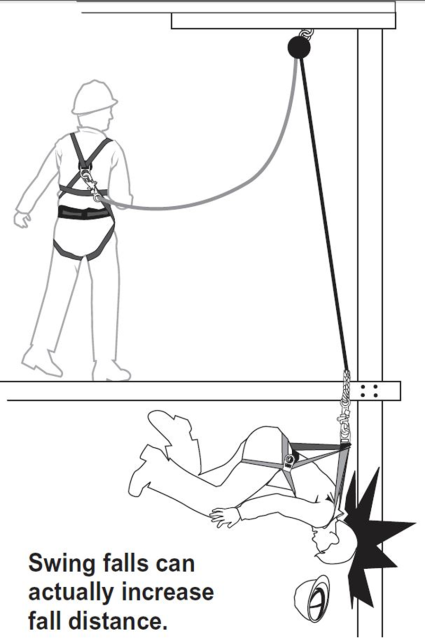 Swing falls can
actually increase
fall distance.